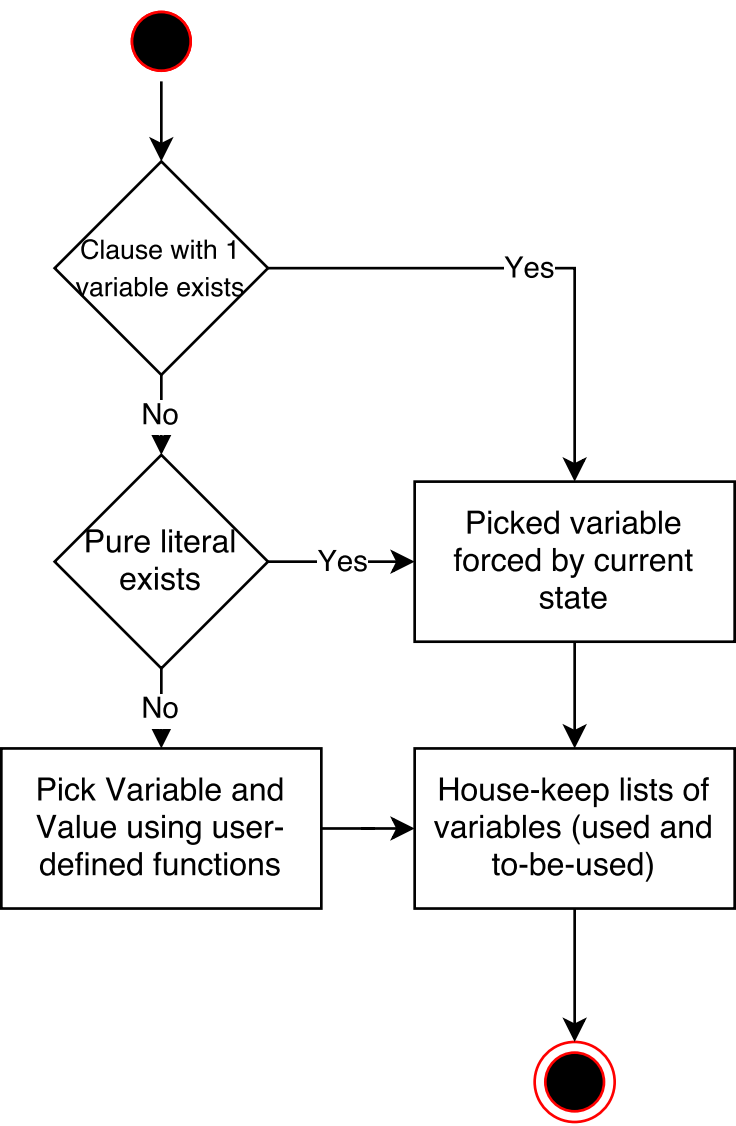 Clause with 1
variable exists
Yes
No
Pure literal
exists
Yes
Picked variable
forced by current
state
No
Pick Variable and
Value using user-
defined functions
House-keep lists of
variables (used and
to-be-used)